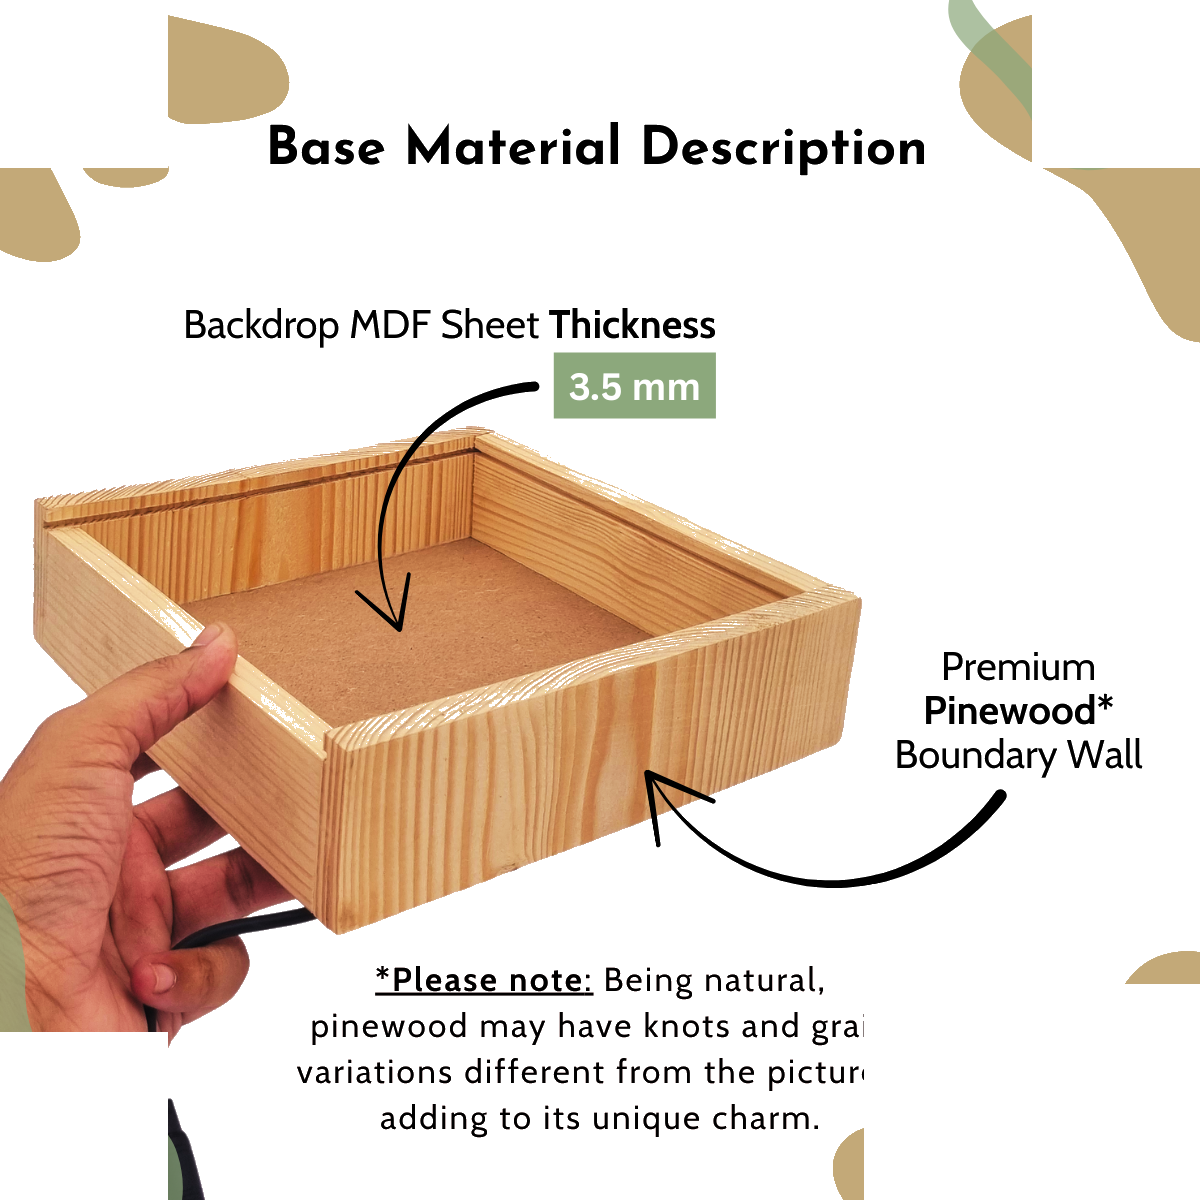 Base Material Description
Backdrop MDF Sheet Thickness
3.5 mm
Premium
Pinewood*
Boundary Wall
*Please note: Being natural,
pinewood may have knots and
variations different from the
adding to its unique charm.